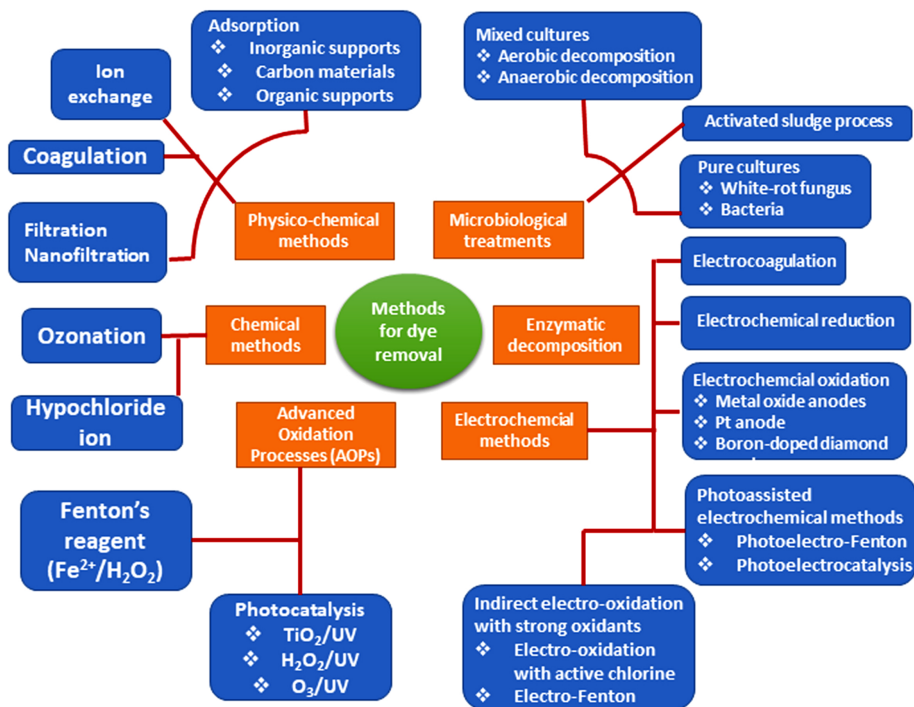 Adsorption
❖ Inorganic supports
❖ Carbon materials
❖ Organic supports
Mixed cultures
❖ Aerobic decomposition
❖ Anaerobic decomposition
Ion
exchange
Activated sludge process
Coagulation
Pure cultures
❖ White-rot fungus
❖ Bacteria
Filtration
Nanofiltration
Physico-chemical
methods
Microbiological
treatments
Electrocoagulation
Ozonation
Chemical
methods
Methods
for dye
removal
Enzymatic
decomposition
Electrochemical reduction
Hypochloride
ion
Advanced
Oxidation
Processes (AOPs)
Electrochemcial
methods
Electrochemcial oxidation
❖ Metal oxide anodes
❖ Pt anode
❖ Boron-doped diamond
Fenton's
reagent
(Fe²⁺/H₂O₂)
Photoassisted
electrochemical methods
❖ Photoelectro-Fenton
❖ Photoelectrocatalysis
Photocatalysis
❖ TiO₂/UV
❖ H₂O₂/UV
❖ O₃/UV
Indirect electro-oxidation
with strong oxidants
❖ Electro-oxidation
with active chlorine
❖ Electro-Fenton